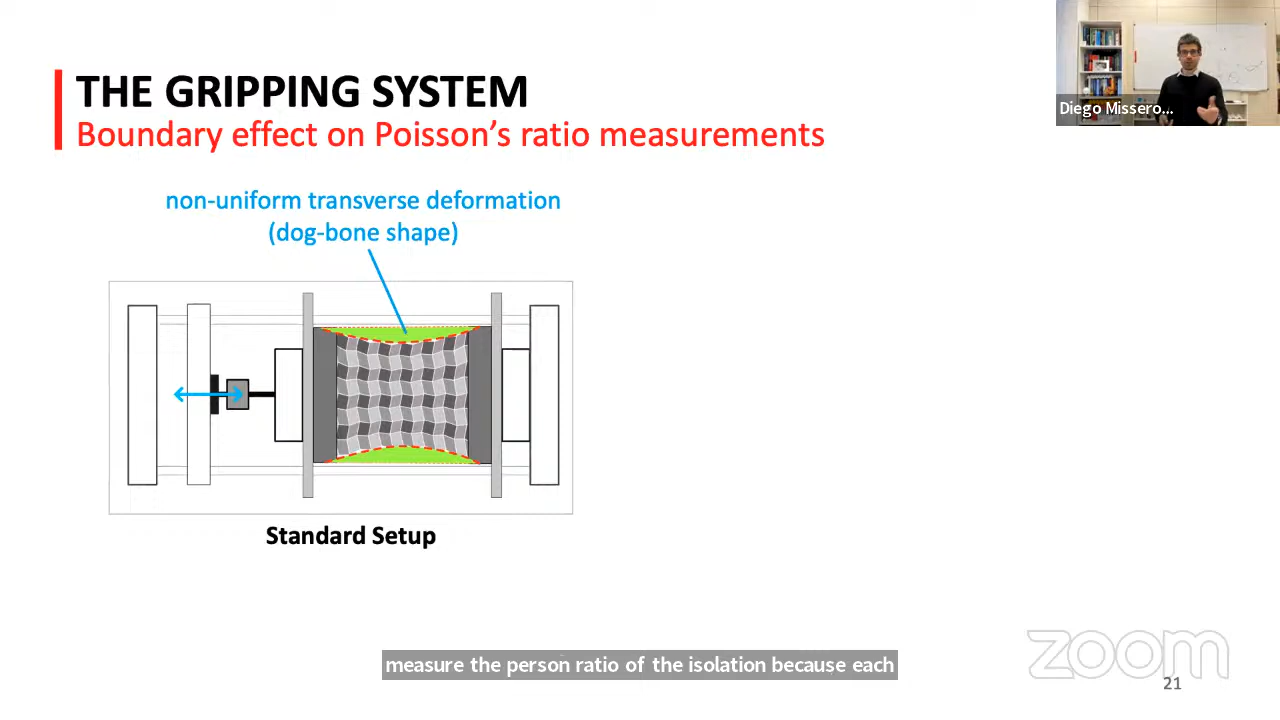 THE GRIPPING SYSTEM
Boundary effect on Poisson's ratio measurements
Diego Missero...
non-uniform transverse deformation
(dog-bone shape)
Standard Setup
measure the person ratio of the isolation because each
zoom
21